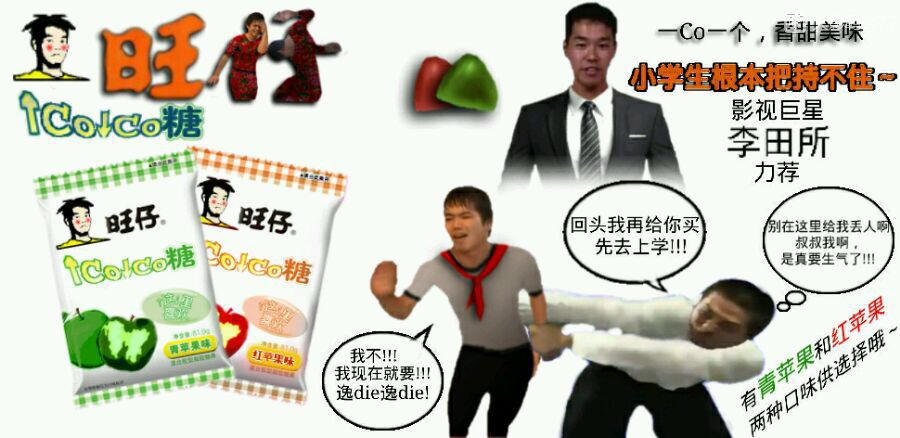 旺仔
↑Co↓Co糖
一Co一个，香甜美味
小学生根本把持不住～
影视巨星
李田所
力荐
旺仔®
↑Co↓Co糖
青苹果味
旺仔®
Co↓Co糖
红苹果味
回头我再给你买
先去上学!!!
别在这里给我丢人啊
叔叔我啊，
是真要生气了!!!
我不!!!
我现在就要!!!
逸die逸die!
有青苹果和红苹果
两种口味供选择哦～